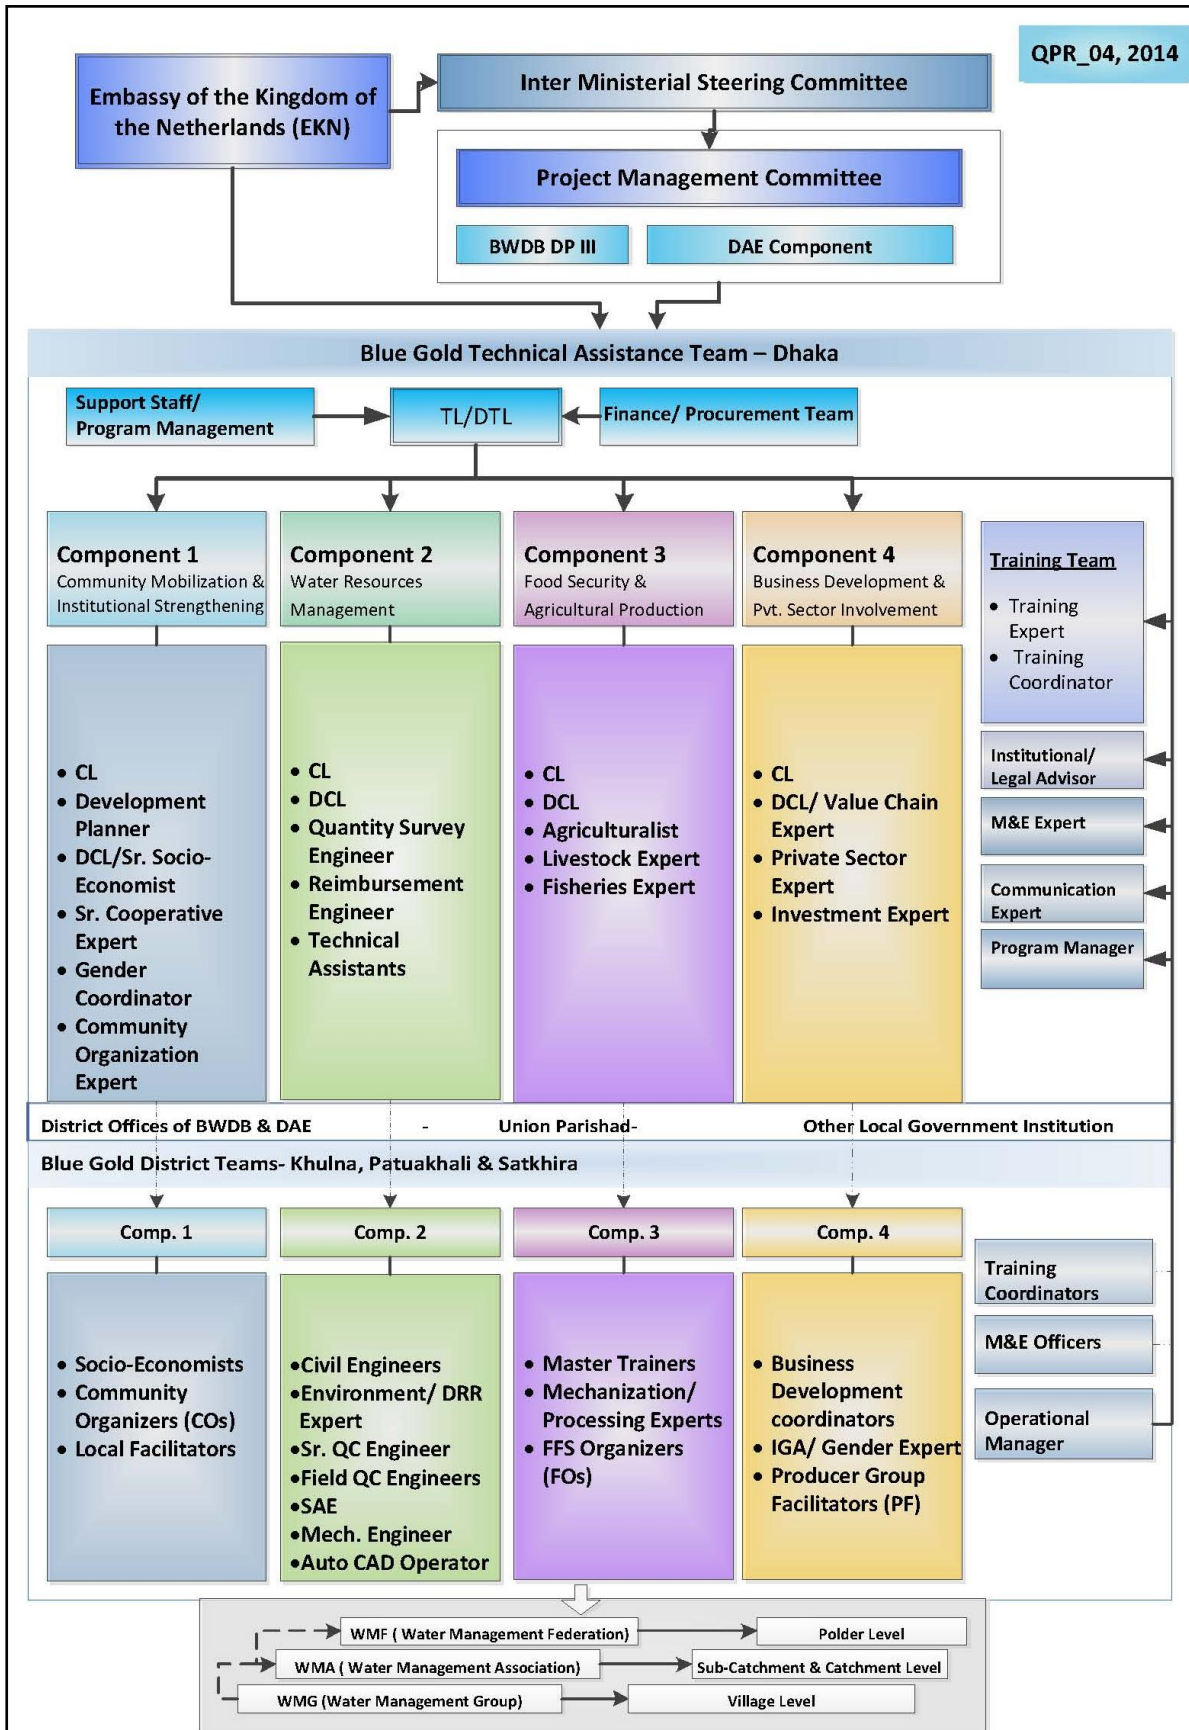 QPR_04, 2014
Embassy of the Kingdom of
the Netherlands (EKN)
Inter Ministerial Steering Committee
Project Management Committee
BWDB DP III
DAE Component
Blue Gold Technical Assistance Team – Dhaka
Support Staff/
Program Management
TL/DTL
Finance/ Procurement Team
Component 1
Community Mobilization &
Institutional Strengthening
Component 2
Water Resources
Management
Component 3
Food Security &
Agricultural Production
Component 4
Business Development &
Pvt. Sector Involvement
Training Team
• Training
Expert
• Training
Coordinator
• CL
• Development
Planner
• DCL/Sr. Socio-
Economist
• Sr. Cooperative
Expert
• Gender
Coordinator
• Community
Organization
Expert
• CL
• DCL
• Quantity Survey
Engineer
• Reimbursement
Engineer
• Technical
Assistants
• CL
• DCL
• Agriculturalist
• Livestock Expert
• Fisheries Expert
• CL
• DCL/ Value Chain
Expert
• Private Sector
Expert
• Investment Expert
Institutional/
Legal Advisor
M&E Expert
Communication
Expert
Program Manager
District Offices of BWDB & DAE - Union Parishad- Other Local Government Institution
Blue Gold District Teams- Khulna, Patuakhali & Satkhira
Comp. 1
Comp. 2
Comp. 3
Comp. 4
• Socio-Economists
• Community
Organizers (COs)
• Local Facilitators
•Civil Engineers
•Environment/ DRR
Expert
•Sr. QC Engineer
•Field QC Engineers
•SAE
•Mech. Engineer
•Auto CAD Operator
• Master Trainers
• Mechanization/
Processing Experts
• FFS Organizers
(FOs)
• Business
Development
coordinators
• IGA/ Gender Expert
• Producer Group
Facilitators (PF)
Training
Coordinators
M&E Officers
Operational
Manager
WMF ( Water Management Federation)
Polder Level
WMA ( Water Management Association)
Sub-Catchment & Catchment Level
WMG (Water Management Group)
Village Level